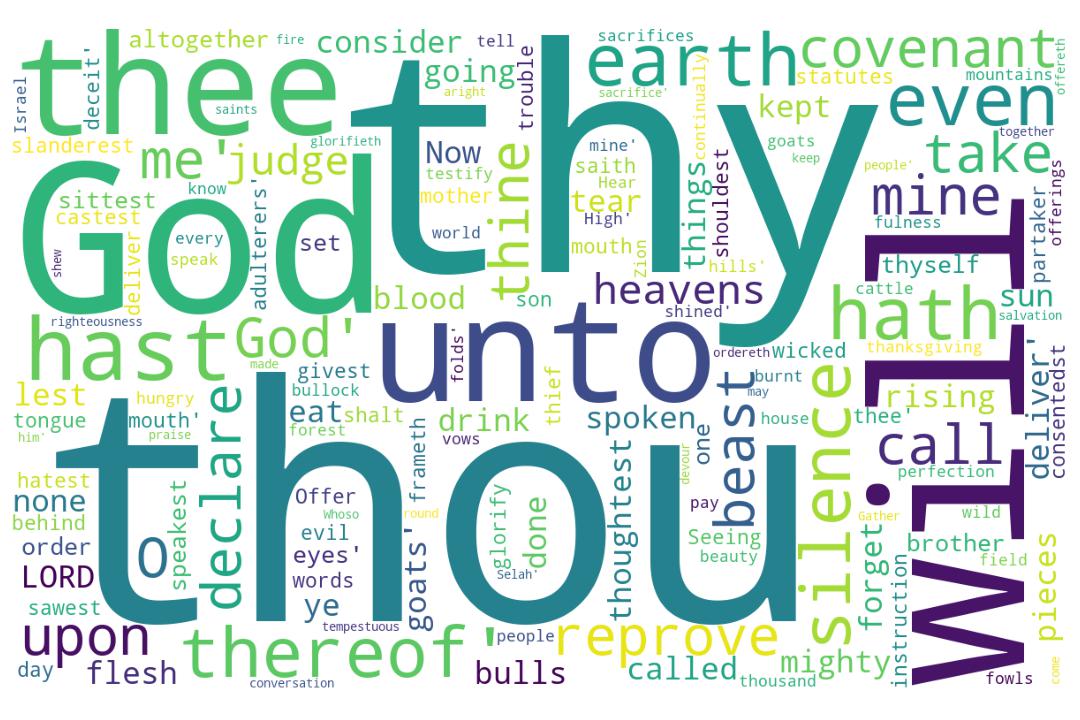 altogether
fire
consider
tell
sacrifices
covenant
offereth
thee
thy
earth
going
trouble
statutes
mountains
Israel
deceit'
aright
sacrifice'
continually
kept
even
saints
together
slanderest
glorifieth
me'
judge
Now
mine'
goats
keep
people'
take
God
testify
saith
Hear
mother
tear
know
sittest
castest
adulterers'
thine
High'
things
shouldest
mine
partaker
offerings
fulness
world
mouth
Zion
hills'
every
speak
set
shew
deliver
thyself
will
blood
son
heavens
cattle
hath
sun
salvation
shined'
righteousness
hast
God'
unto
folds'
made
ordereth
wicked
thanksgiving
givest
bullock
thief
burnt
may
deliver'
consentedst
lest
hungry
rising
tongue
mouth'
praise
him'
eat
shalt
forest
drink
vows
spoken
one
beast
house
thee'
thou
declare
frameth
silence
call
devour
perfection
hatest
none
behind
speakest
Offer
Whoso
round
glorify
done
thoughtest
pay
Gather
wild
evil
Seeing
beauty
order
to
eyes'
goats'
forget
brother
field
pieces
LORD
words
Selah'
instruction
sawest
ye
tempestuous
upon
thereof'
people
reprove
day
flesh
conversation
bulls
called
thousand
mighty
fowls
come